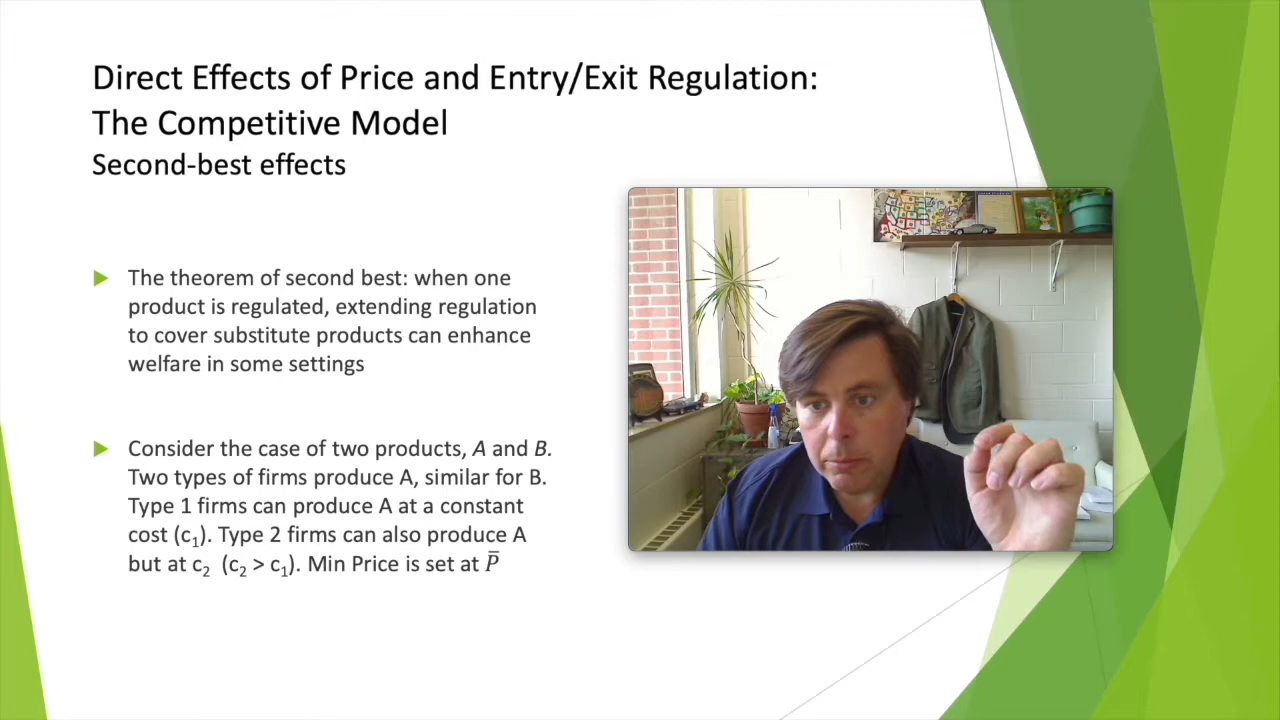 Direct Effects of Price and Entry/Exit Regulation:
The Competitive Model
Second-best effects
The theorem of second best: when one
product is regulated, extending regulation
to cover substitute products can enhance
welfare in some settings
Consider the case of two products, A and B.
Two types of firms produce A, similar for B.
Type 1 firms can produce A at a constant
cost (c₁). Type 2 firms can also produce A
but at c₂ (c₂ > c₁). Min Price is set at P̅